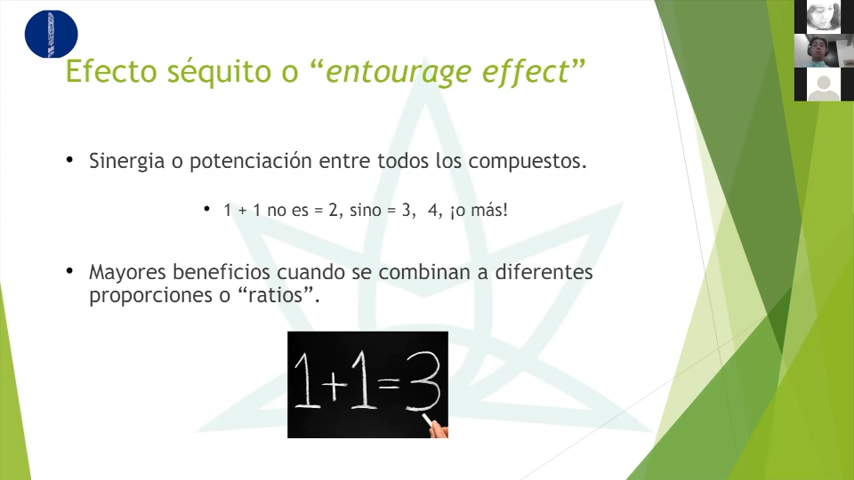 Efecto séquito o “entourage effect”
• Sinergia o potenciación entre todos los compuestos.
• 1 + 1 no es = 2, sino = 3, 4, ¡o más!
• Mayores beneficios cuando se combinan a diferentes
proporciones o “ratios”.
1+1=3